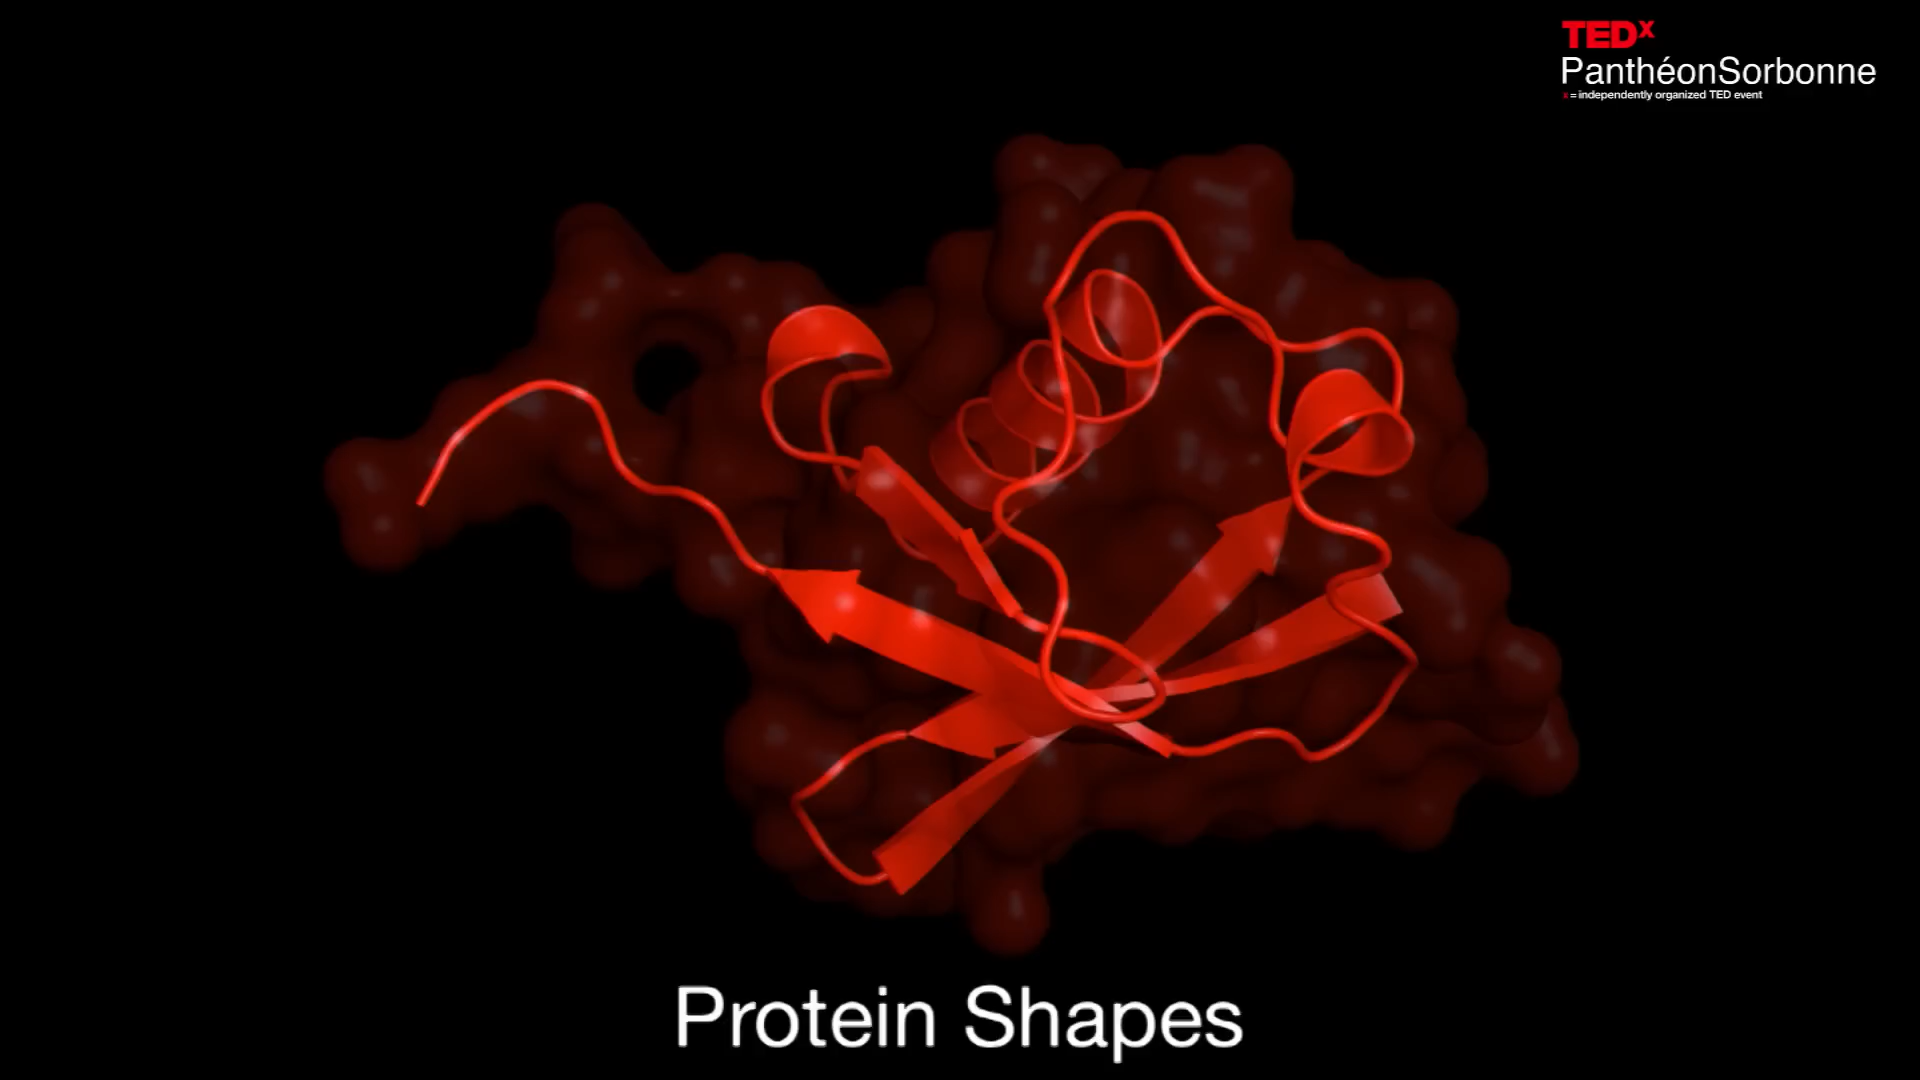 TEDx
PanthéonSorbonne
x = independently organized TED event
Protein Shapes